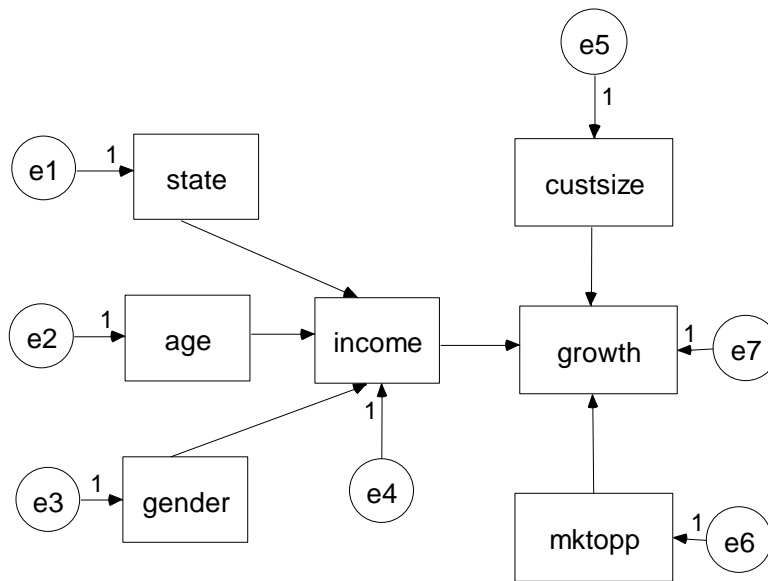 e5
1
custsize
e1
1
state
e2
1
age
income
growth
1
e7
e3
1
gender
1
e4
mktopp
1
e6